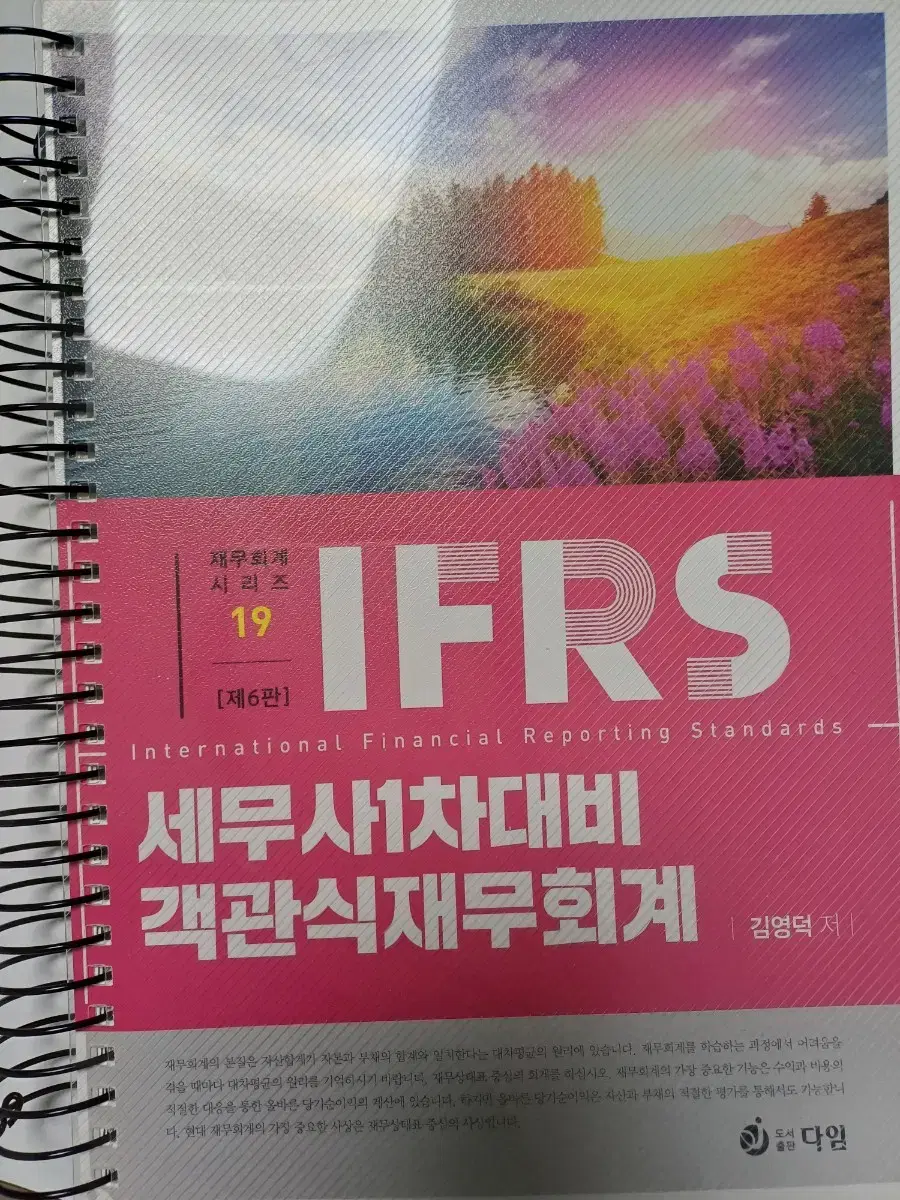 재무회계
시 리 즈
19
[제6판]
IFRS
International Financial Reporting Standards
세무사1차대비
객관식재무회계
김영덕 저
재무회계의 본질은 자산합계가 자본과 부채의 합계와 일치한다는 대차평균의 원리에 있습니다. 재무회계를 학습하는 과정에서 어려움을
겪을 때마다 대차평균의 원리를 기억하시기 바랍니다. 재무상태표 중심의 회계를 하십시오. 재무회계의 가장 중요한 기능은 수익과 비용의
적절한 대응을 통한 올바른 당기순이익의 계산에 있습니다. 하지만 올바른 당기순이익은 자산과 부채의 적절한 평가를 통해서도 가능합니
다. 현대 재무회계의 가장 중요한 사상은 재무상태표 중심의 사상입니다.
도서
출판 다임